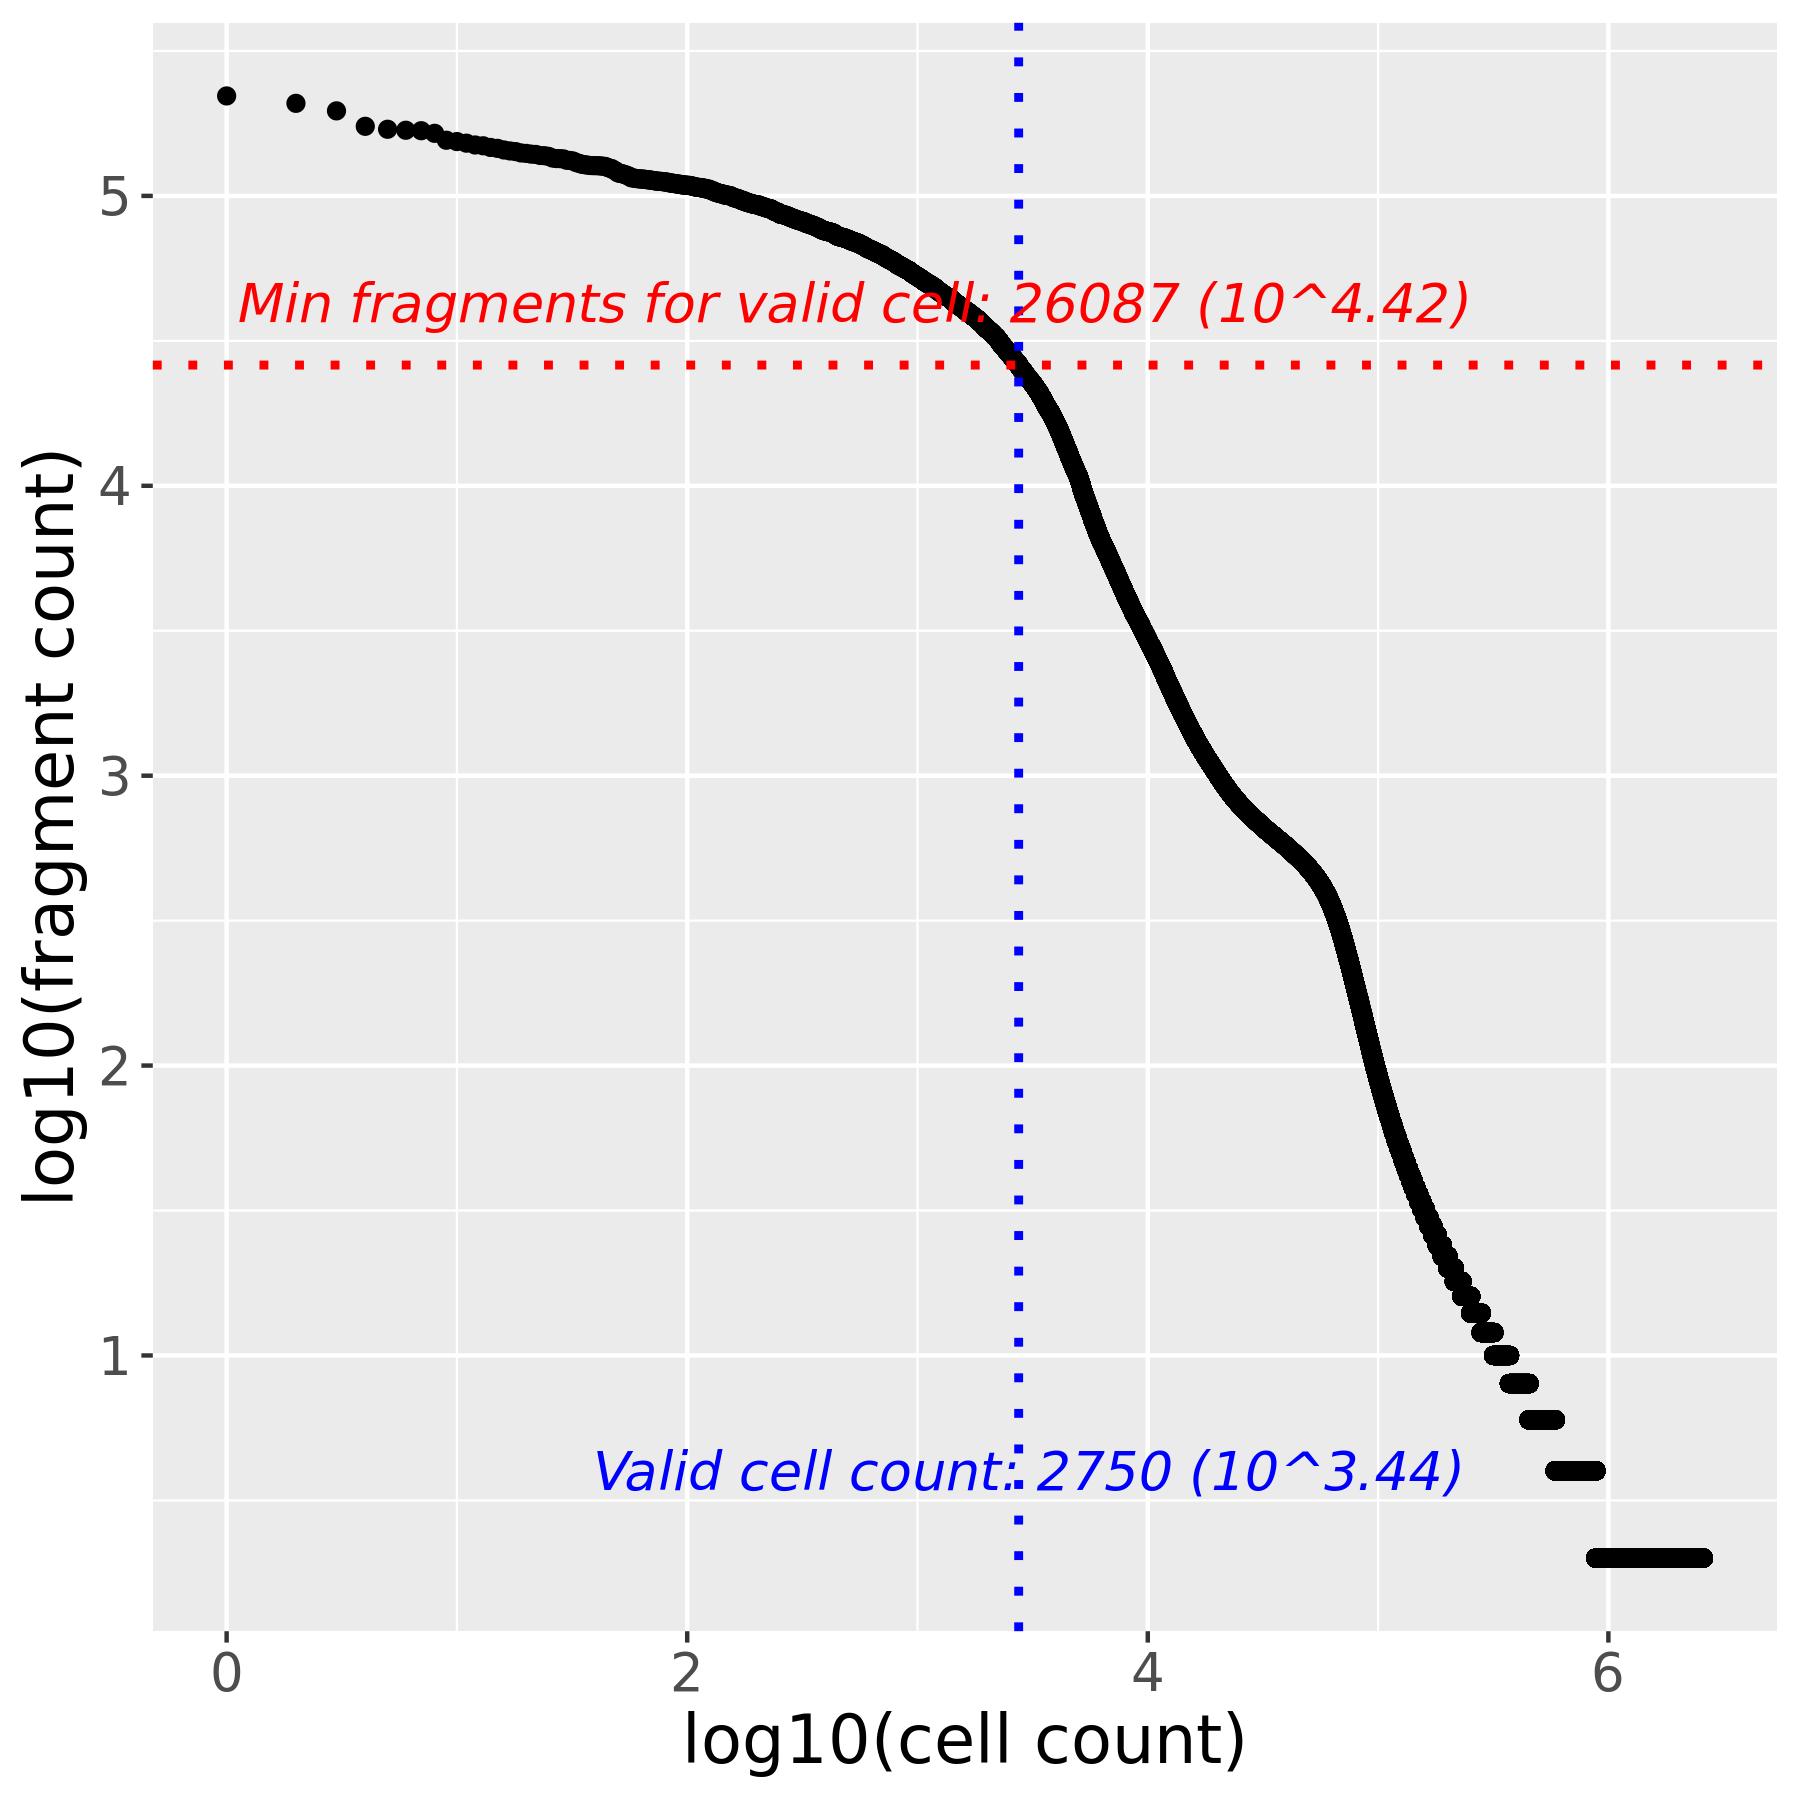 5
Min fragments for valid cell: 26087 (10^4.42)
4
3
2
1
log10(fragment count)
Valid cell count: 2750 (10^3.44)
0 2 4 6
log10(cell count)